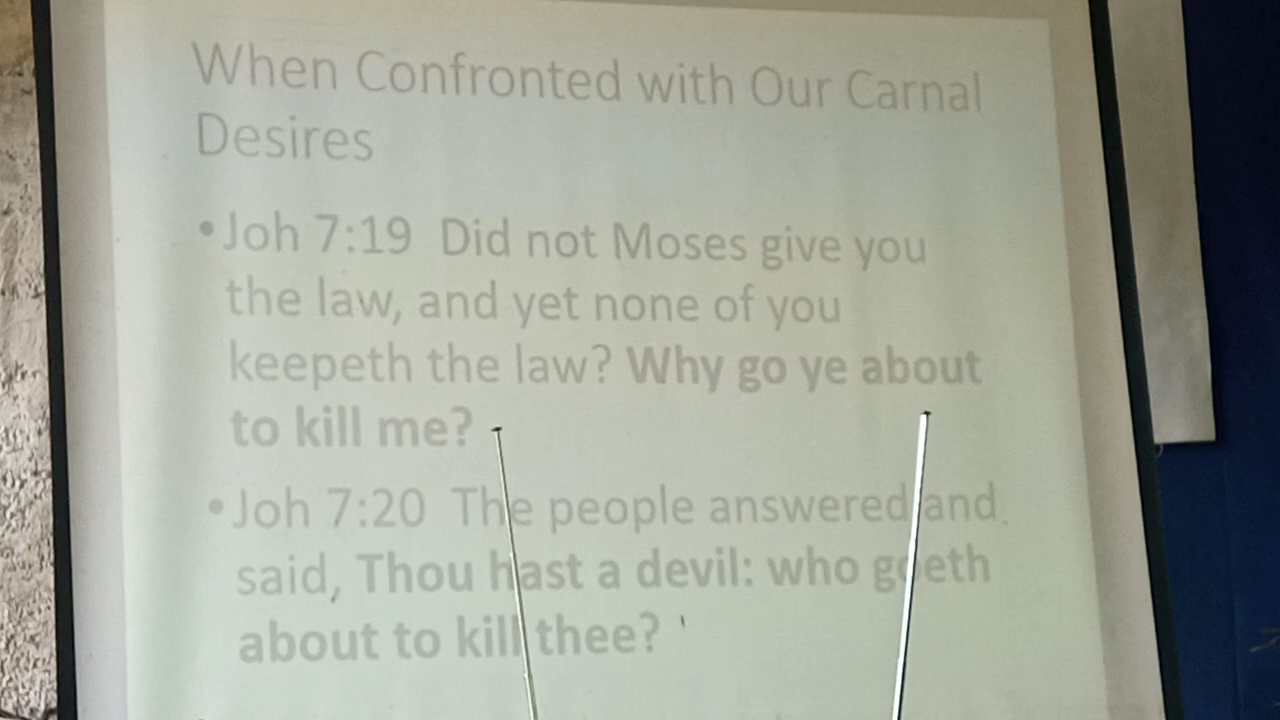 When Confronted with Our Carnal
Desires
•Joh 7:19 Did not Moses give you
the law, and yet none of you
keepeth the law? Why go ye about
to kill me?
•Joh 7:20 The people answered and
said, Thou hast a devil: who goeth
about to kill thee?